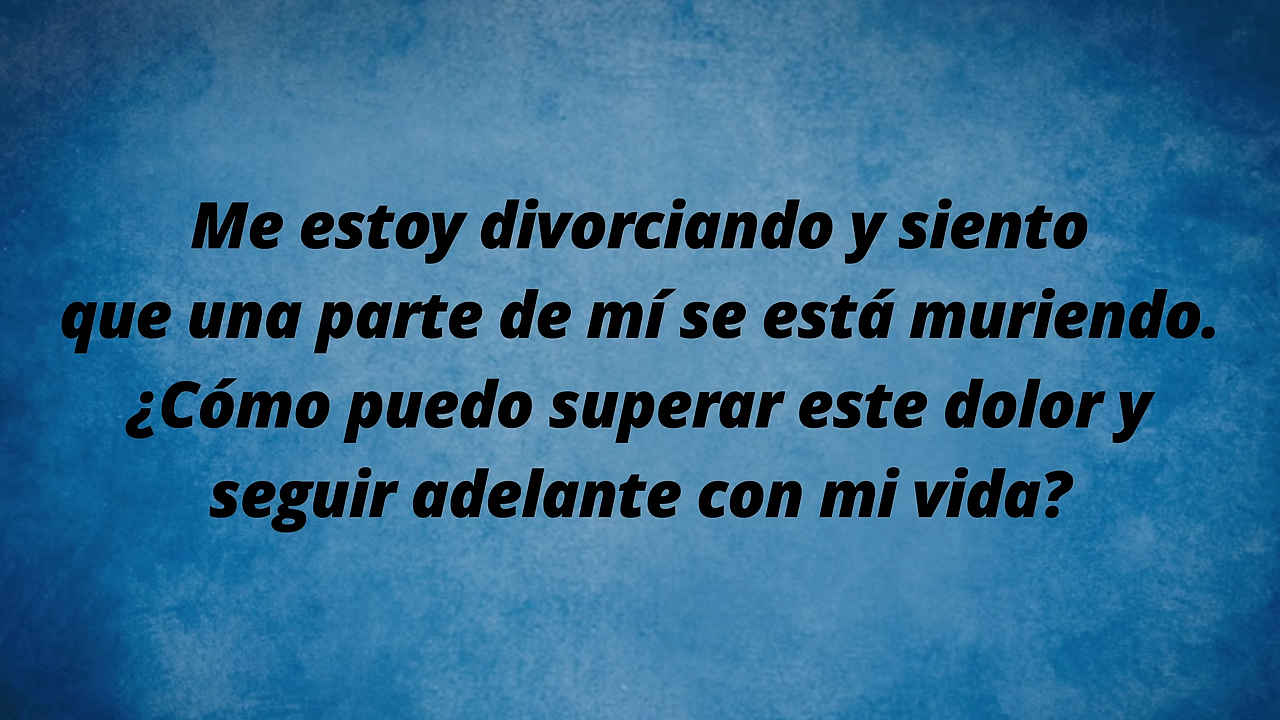 Me estoy divorciando y siento
que una parte de mí se está muriendo.
¿Cómo puedo superar este dolor y
seguir adelante con mi vida?